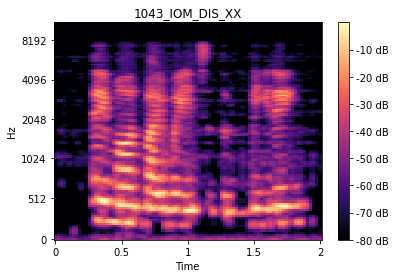 1043_IOM_DIS_XX
8192
4096
2048
1024
512
0
Hz
0
0.5
1
1.5
2
Time
-10 dB
-20 dB
-30 dB
-40 dB
-50 dB
-60 dB
-70 dB
-80 dB